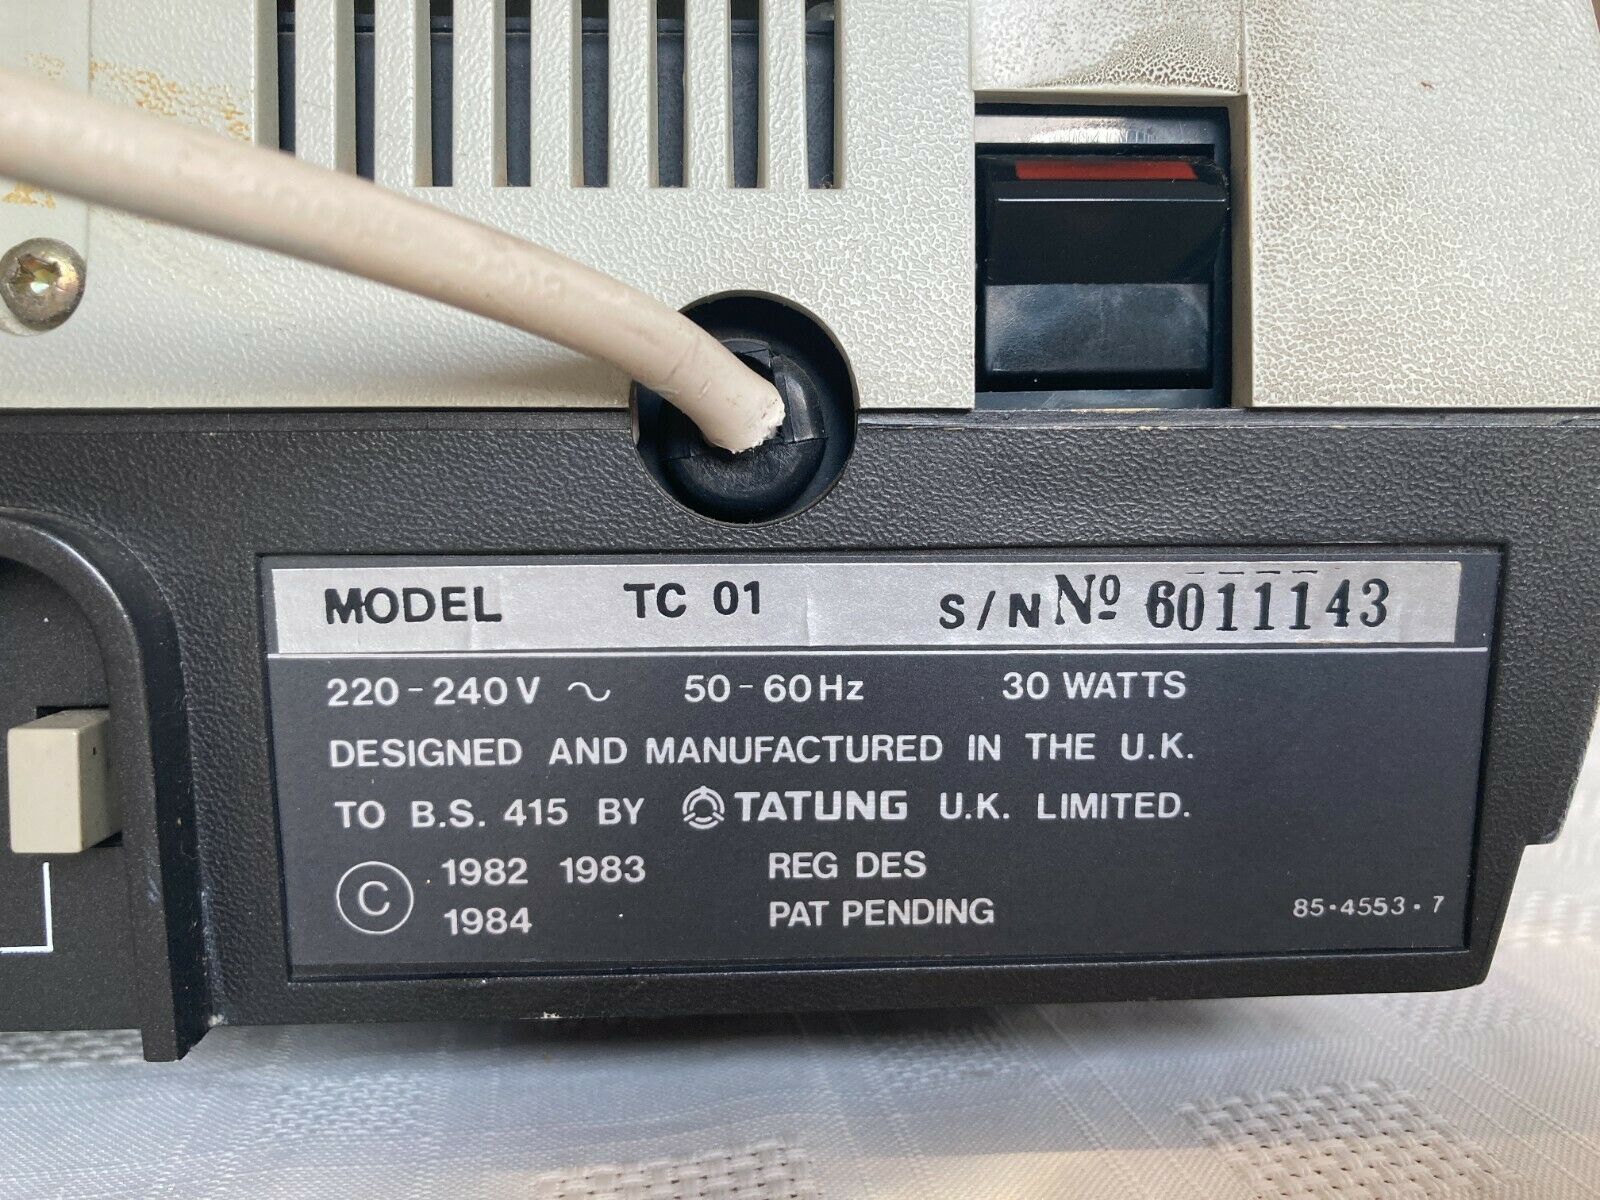 MODEL TC 01 S/N Nº 6011143
220-240V ~ 50-60Hz 30 WATTS
DESIGNED AND MANUFACTURED IN THE U.K.
TO B.S. 415 BY TATUNG U.K. LIMITED.
© 1982 1983 REG DES
1984 PAT PENDING
85·4553·7